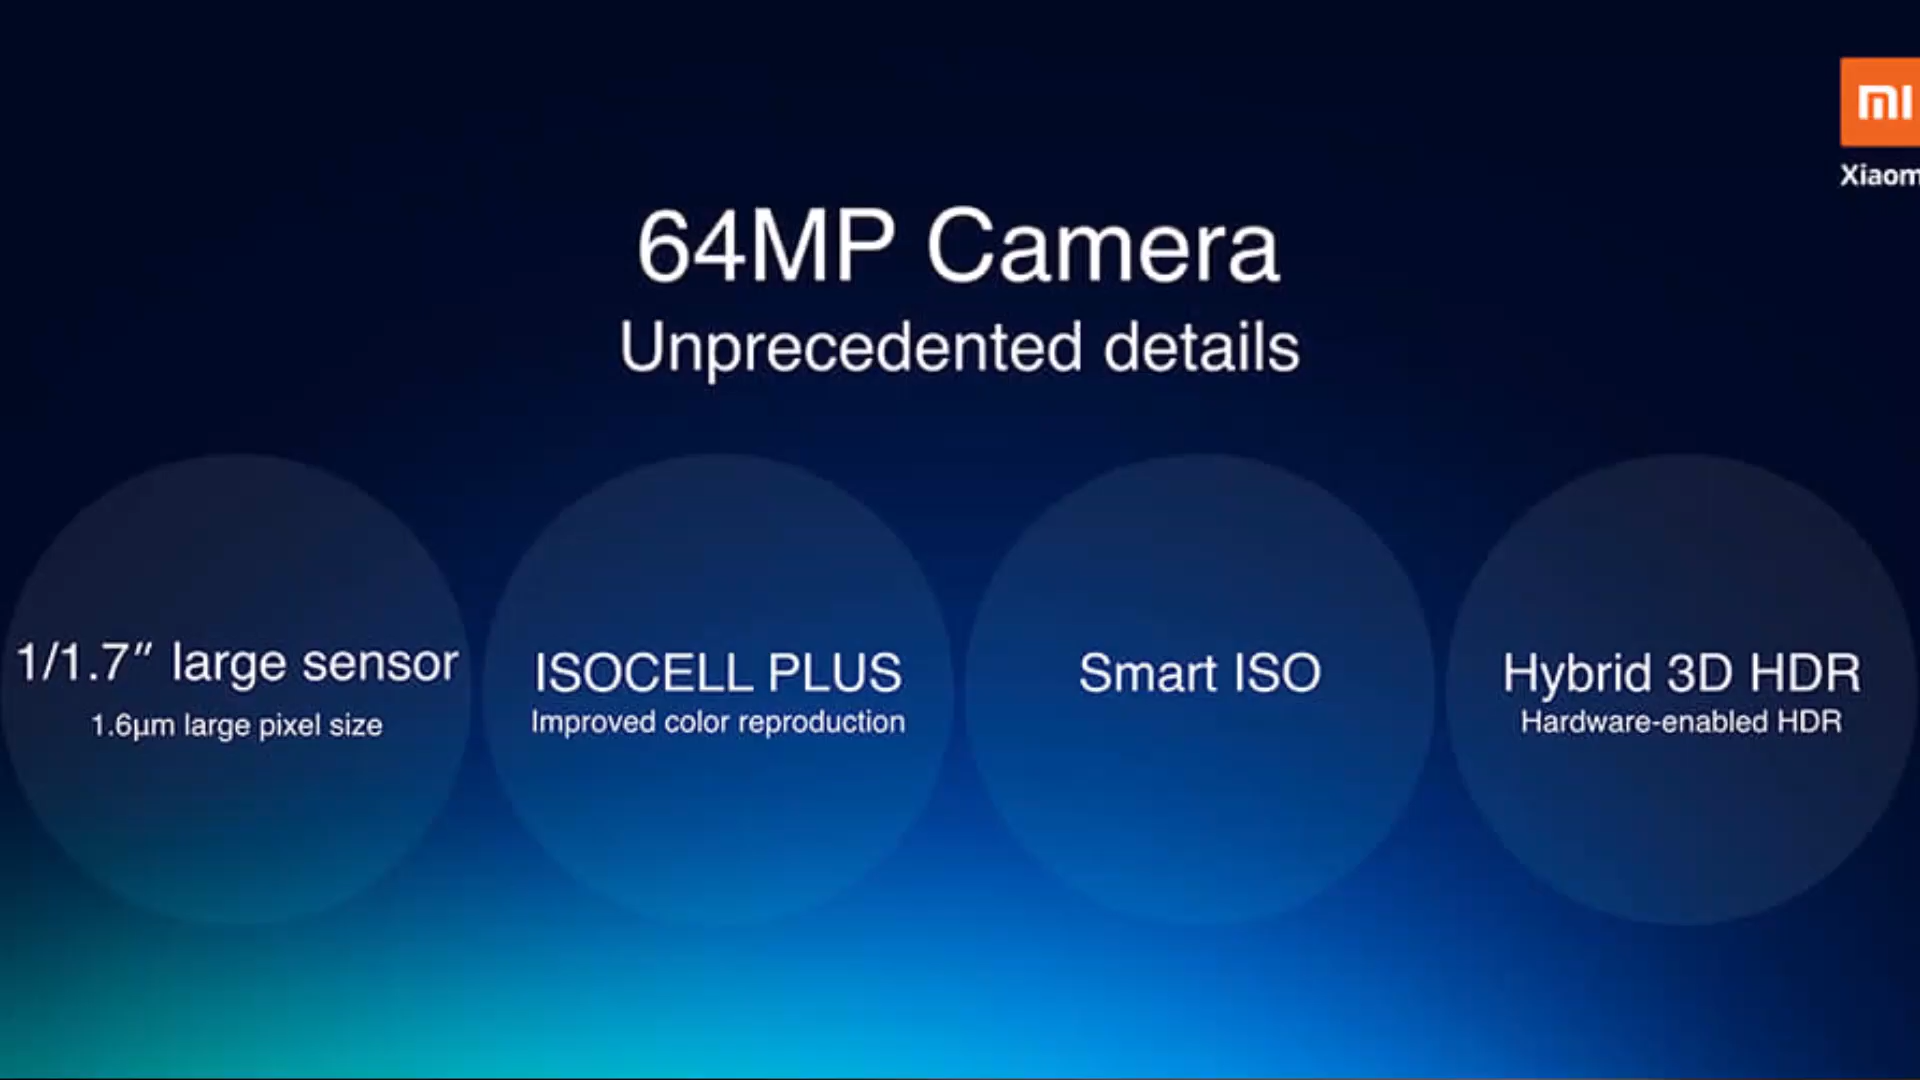 mi
Xiaom
64MP Camera
Unprecedented details
1/1.7″ large sensor
1.6μm large pixel size
ISOCELL PLUS
Improved color reproduction
Smart ISO
Hybrid 3D HDR
Hardware-enabled HDR